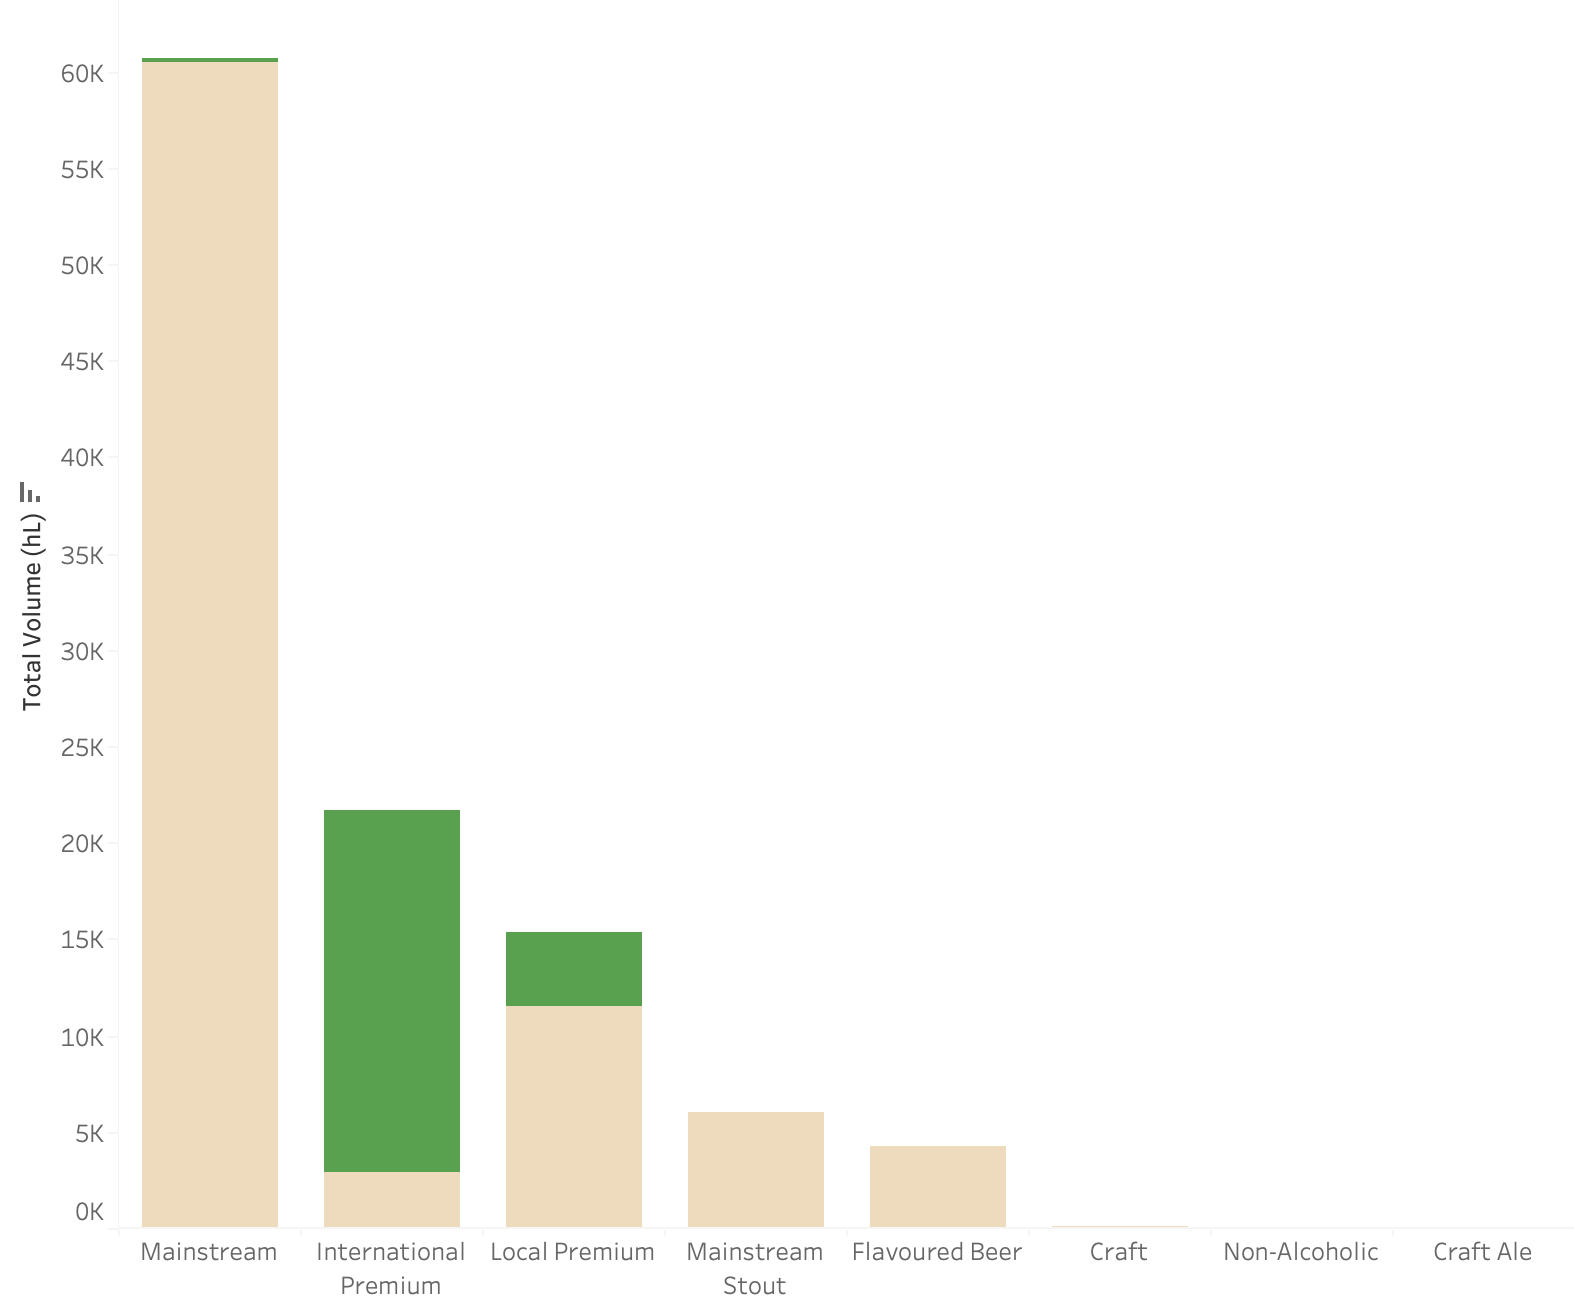 60K
55K
50K
45K
40K
35K
30K
25K
20K
15K
10K
5K
0K
Total Volume (hL)
Mainstream
International
Premium
Local Premium
Mainstream
Stout
Flavoured Beer
Craft
Non-Alcoholic
Craft Ale